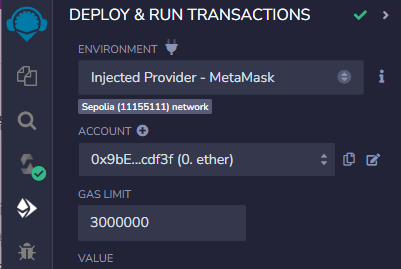 DEPLOY & RUN TRANSACTIONS
ENVIRONMENT
Injected Provider - MetaMask
Sepolia (11155111) network
ACCOUNT
0x9bE...cdf3f (0. ether)
GAS LIMIT
3000000
VALUE